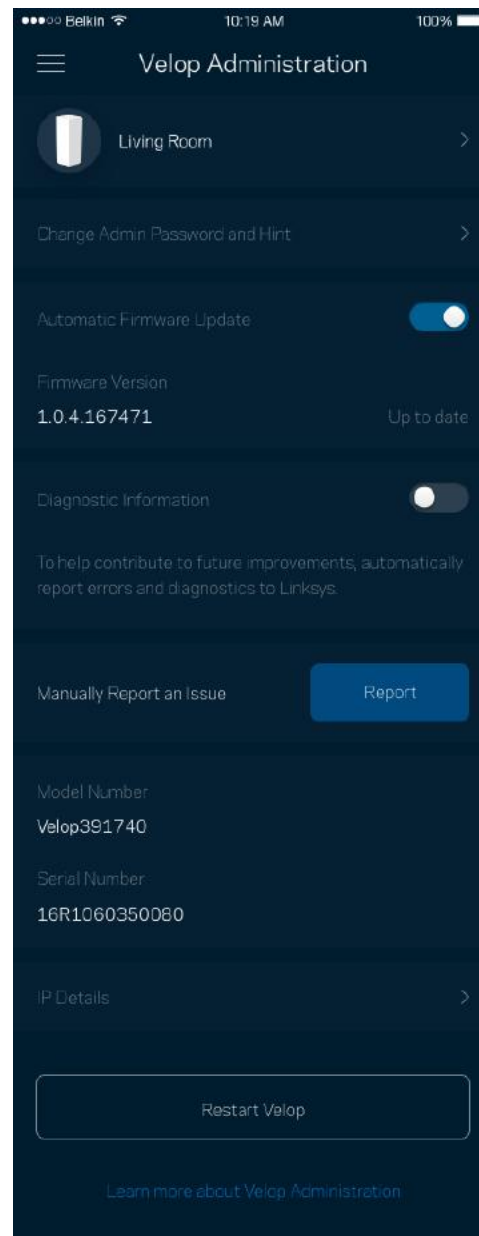 Belkin 10:19 AM 100%
Velop Administration
Living Room
Change Admin Password and Hint
Automatic Firmware Update
Firmware Version
1.0.4.167471 Up to date
Diagnostic Information
To help contribute to future improvements, automatically
report errors and diagnostics to Linksys.
Manually Report an Issue Report
Model Number
Velop391740
Serial Number
16R1060350080
IP Details
Restart Velop
Learn more about Velop Administration